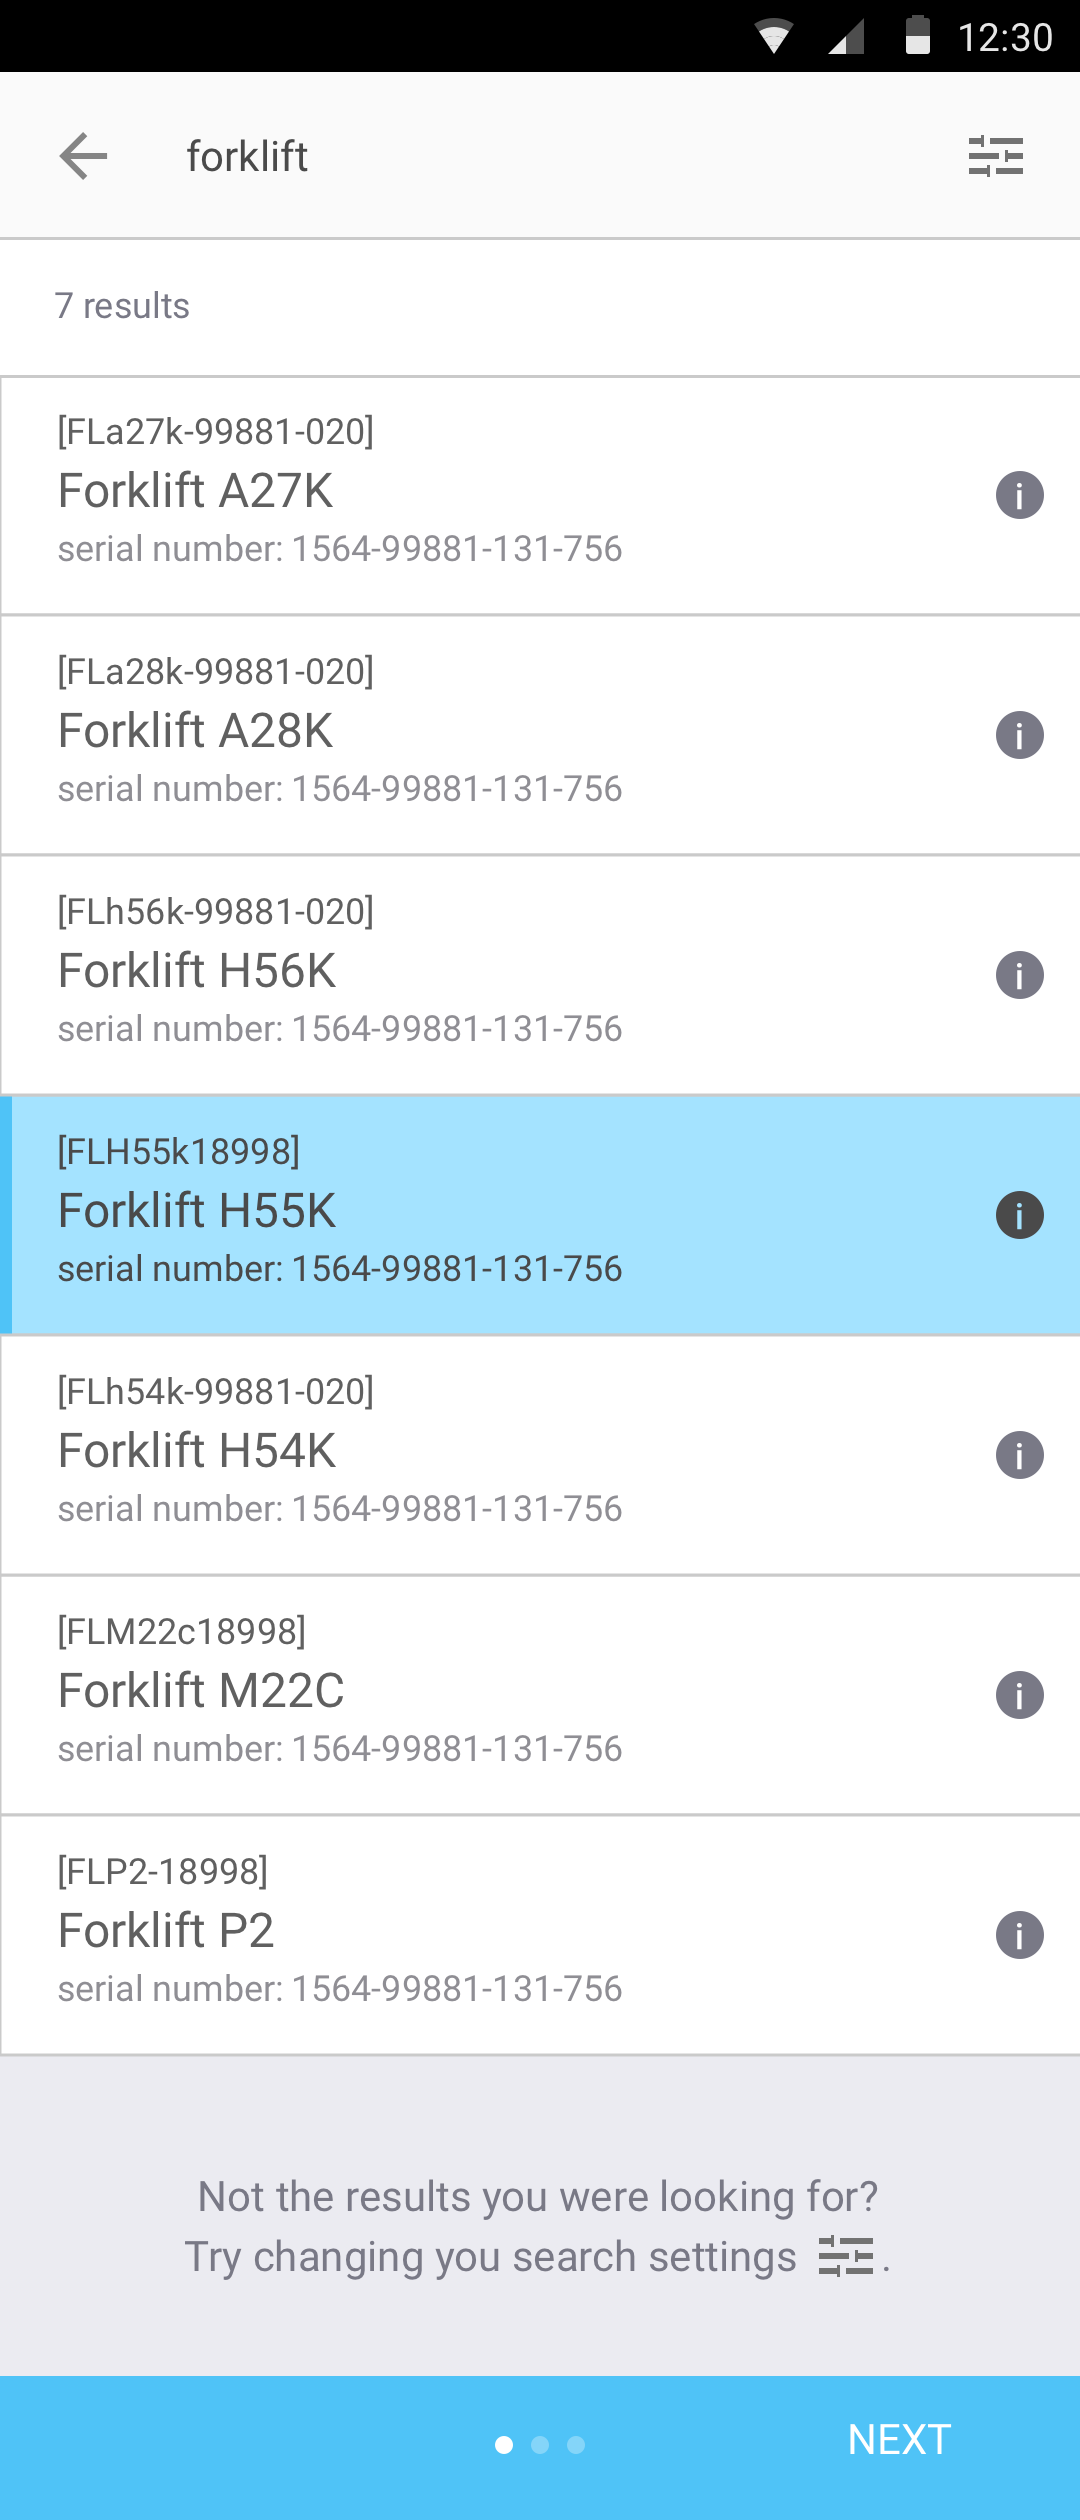 12:30
forklift
7 results
[FLa27k-99881-020]
Forklift A27K
serial number: 1564-99881-131-756
[FLa28k-99881-020]
Forklift A28K
serial number: 1564-99881-131-756
[FLh56k-99881-020]
Forklift H56K
serial number: 1564-99881-131-756
[FLH55k18998]
Forklift H55K
serial number: 1564-99881-131-756
[FLh54k-99881-020]
Forklift H54K
serial number: 1564-99881-131-756
[FLM22c18998]
Forklift M22C
serial number: 1564-99881-131-756
[FLP2-18998]
Forklift P2
serial number: 1564-99881-131-756
Not the results you were looking for?
Try changing you search settings .
NEXT